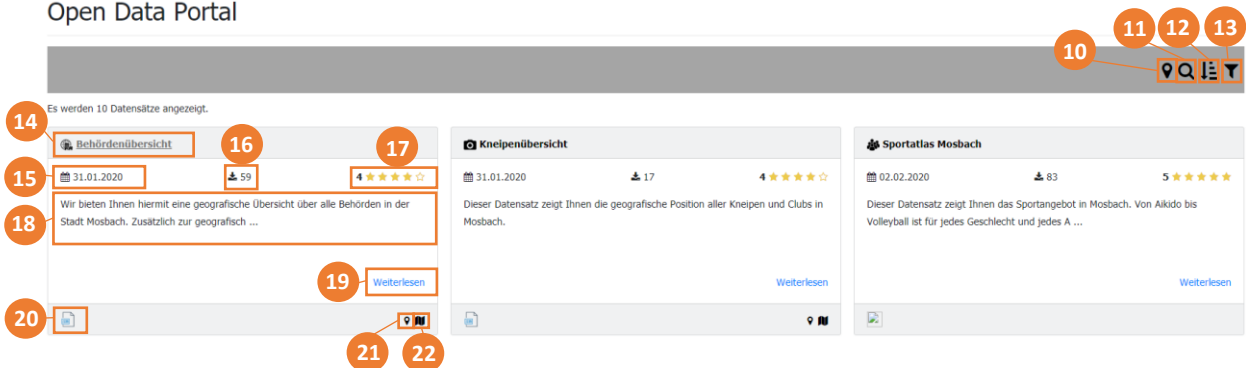 Open Data Portal
10 11 12 13
Es werden 10 Datensätze angezeigt.
14 Behördenübersicht
15 31.01.2020
16 59
17 4
18 Wir bieten Ihnen hiermit eine geografische Übersicht über alle Behörden in der
Stadt Mosbach. Zusätzlich zur geografisch ...
19 Weiterlesen
20
21 22
Kneipenübersicht
31.01.2020 17 4
Dieser Datensatz zeigt Ihnen die geografische Position aller Kneipen und Clubs in
Mosbach.
Weiterlesen
Sportatlas Mosbach
02.02.2020 83 5
Dieser Datensatz zeigt Ihnen das Sportangebot in Mosbach. Von Aikido bis
Volleyball ist für jedes Geschlecht und jedes A ...
Weiterlesen